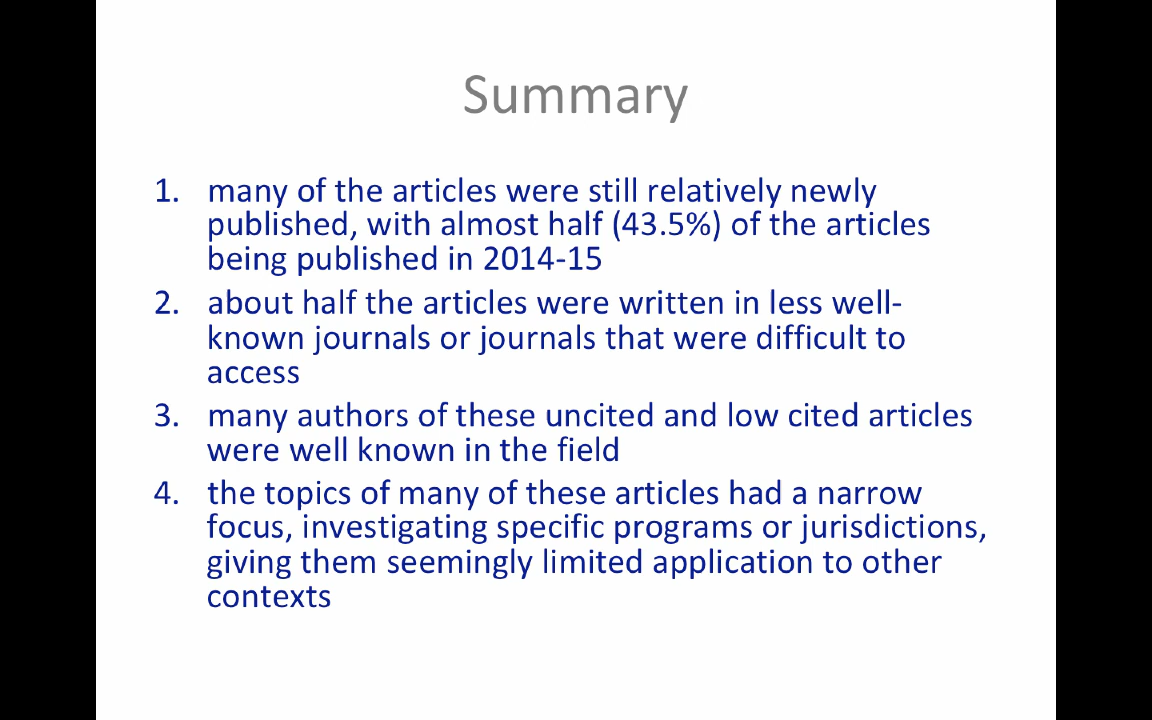 Summary
1. many of the articles were still relatively newly
published, with almost half (43.5%) of the articles
being published in 2014-15
2. about half the articles were written in less well-
known journals or journals that were difficult to
access
3. many authors of these uncited and low cited articles
were well known in the field
4. the topics of many of these articles had a narrow
focus, investigating specific programs or jurisdictions,
giving them seemingly limited application to other
contexts